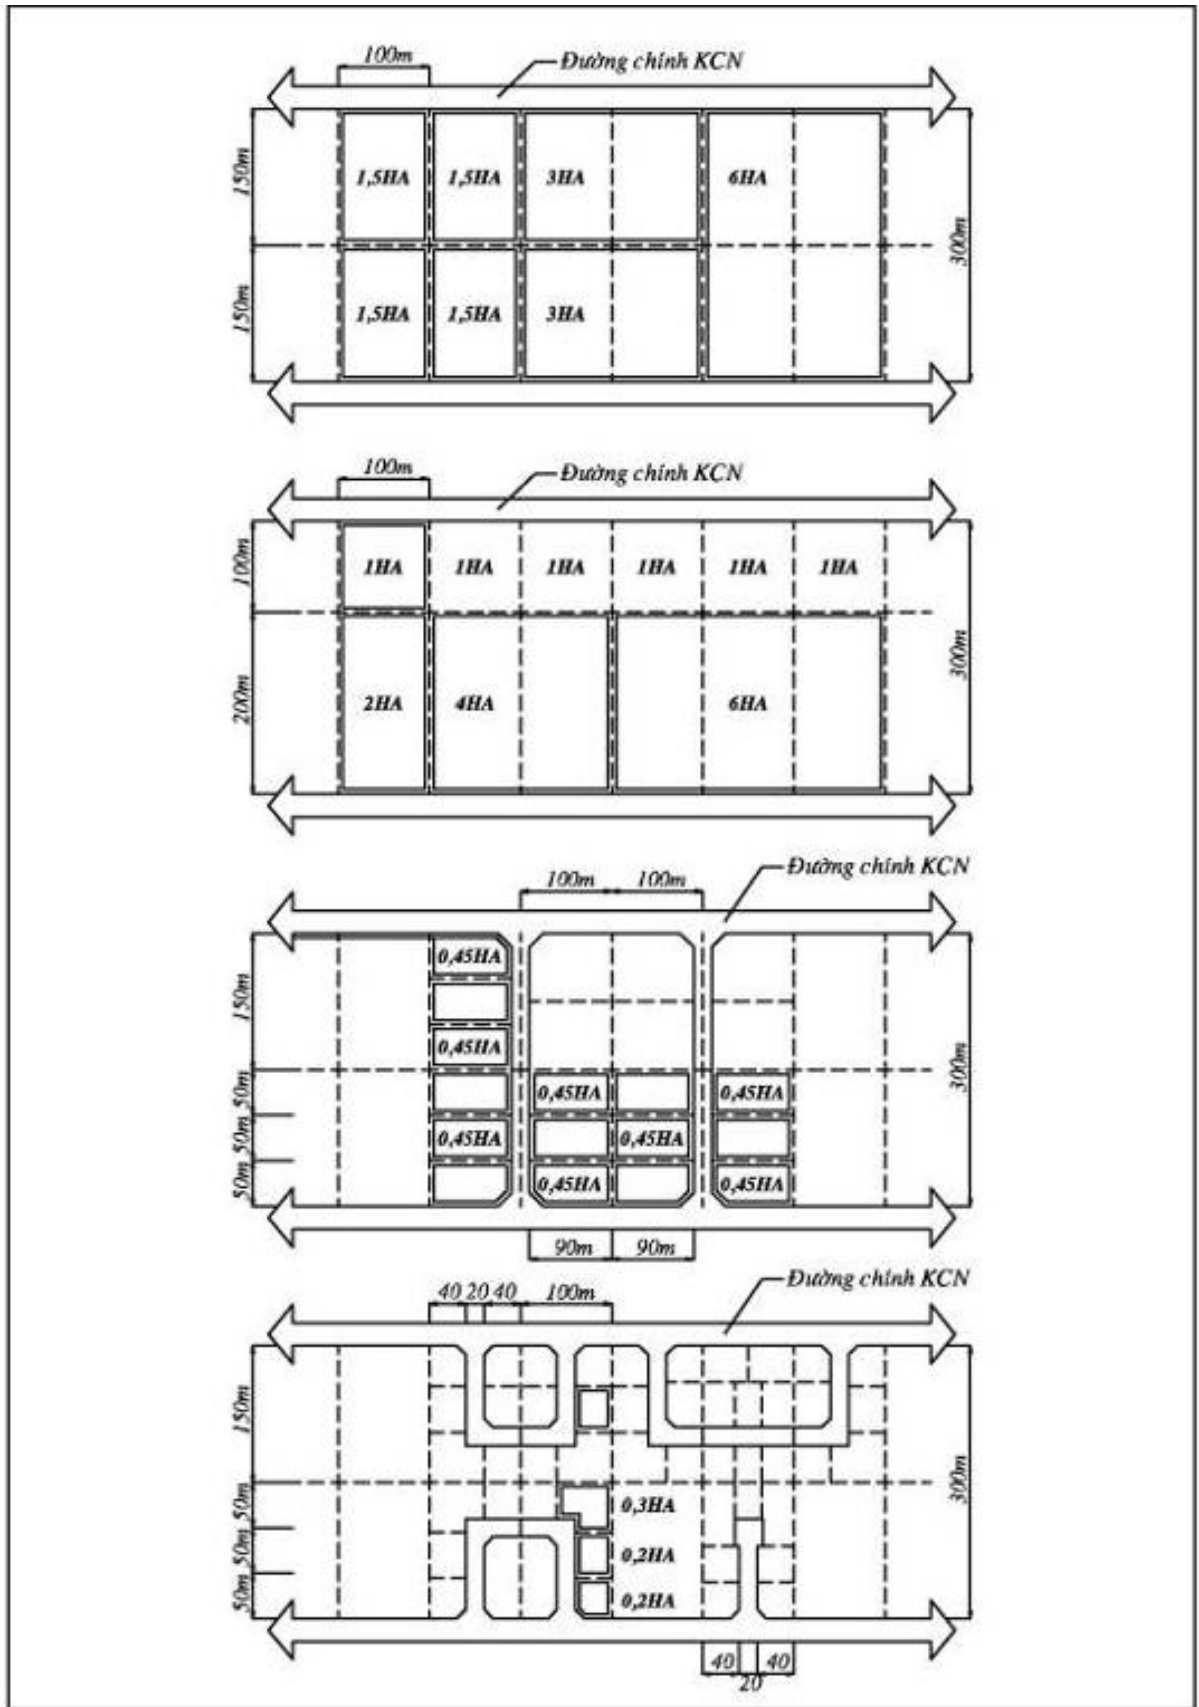 100m
Đường chính KCN
150m
1,5HA 1,5HA 3HA 6HA
300m
150m
1,5HA 1,5HA 3HA
100m
Đường chính KCN
100m
1HA 1HA 1HA 1HA 1HA 1HA
300m
200m
2HA 4HA 6HA
Đường chính KCN
100m 100m
0,45HA
150m
0,45HA
300m
50m
0,45HA 0,45HA
50m
0,45HA 0,45HA
50m
0,45HA 0,45HA
90m 90m
Đường chính KCN
40 20 40 100m
150m
300m
50m
0,3HA
50m
0,2HA
50m
0,2HA
40 40
20